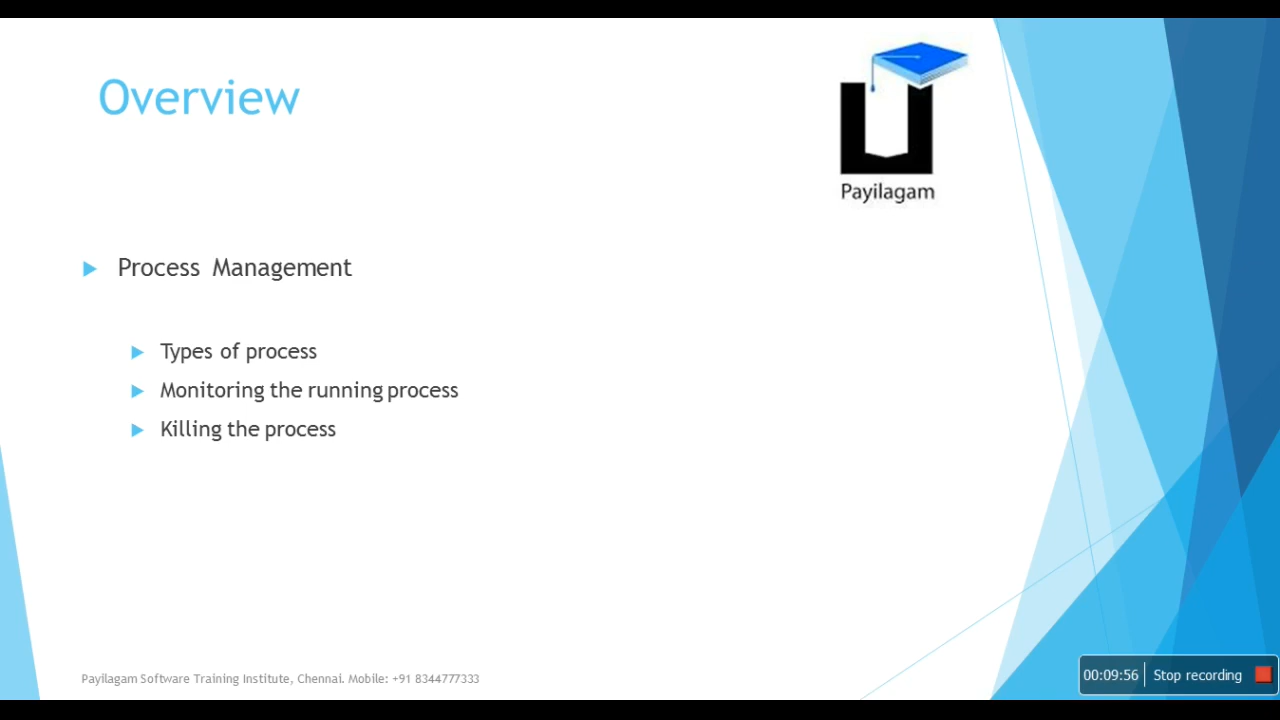 Overview
Payilagam
Process Management
Types of process
Monitoring the running process
Killing the process
Payilagam Software Training Institute, Chennai. Mobile: +91 8344777333
00:09:56 Stop recording